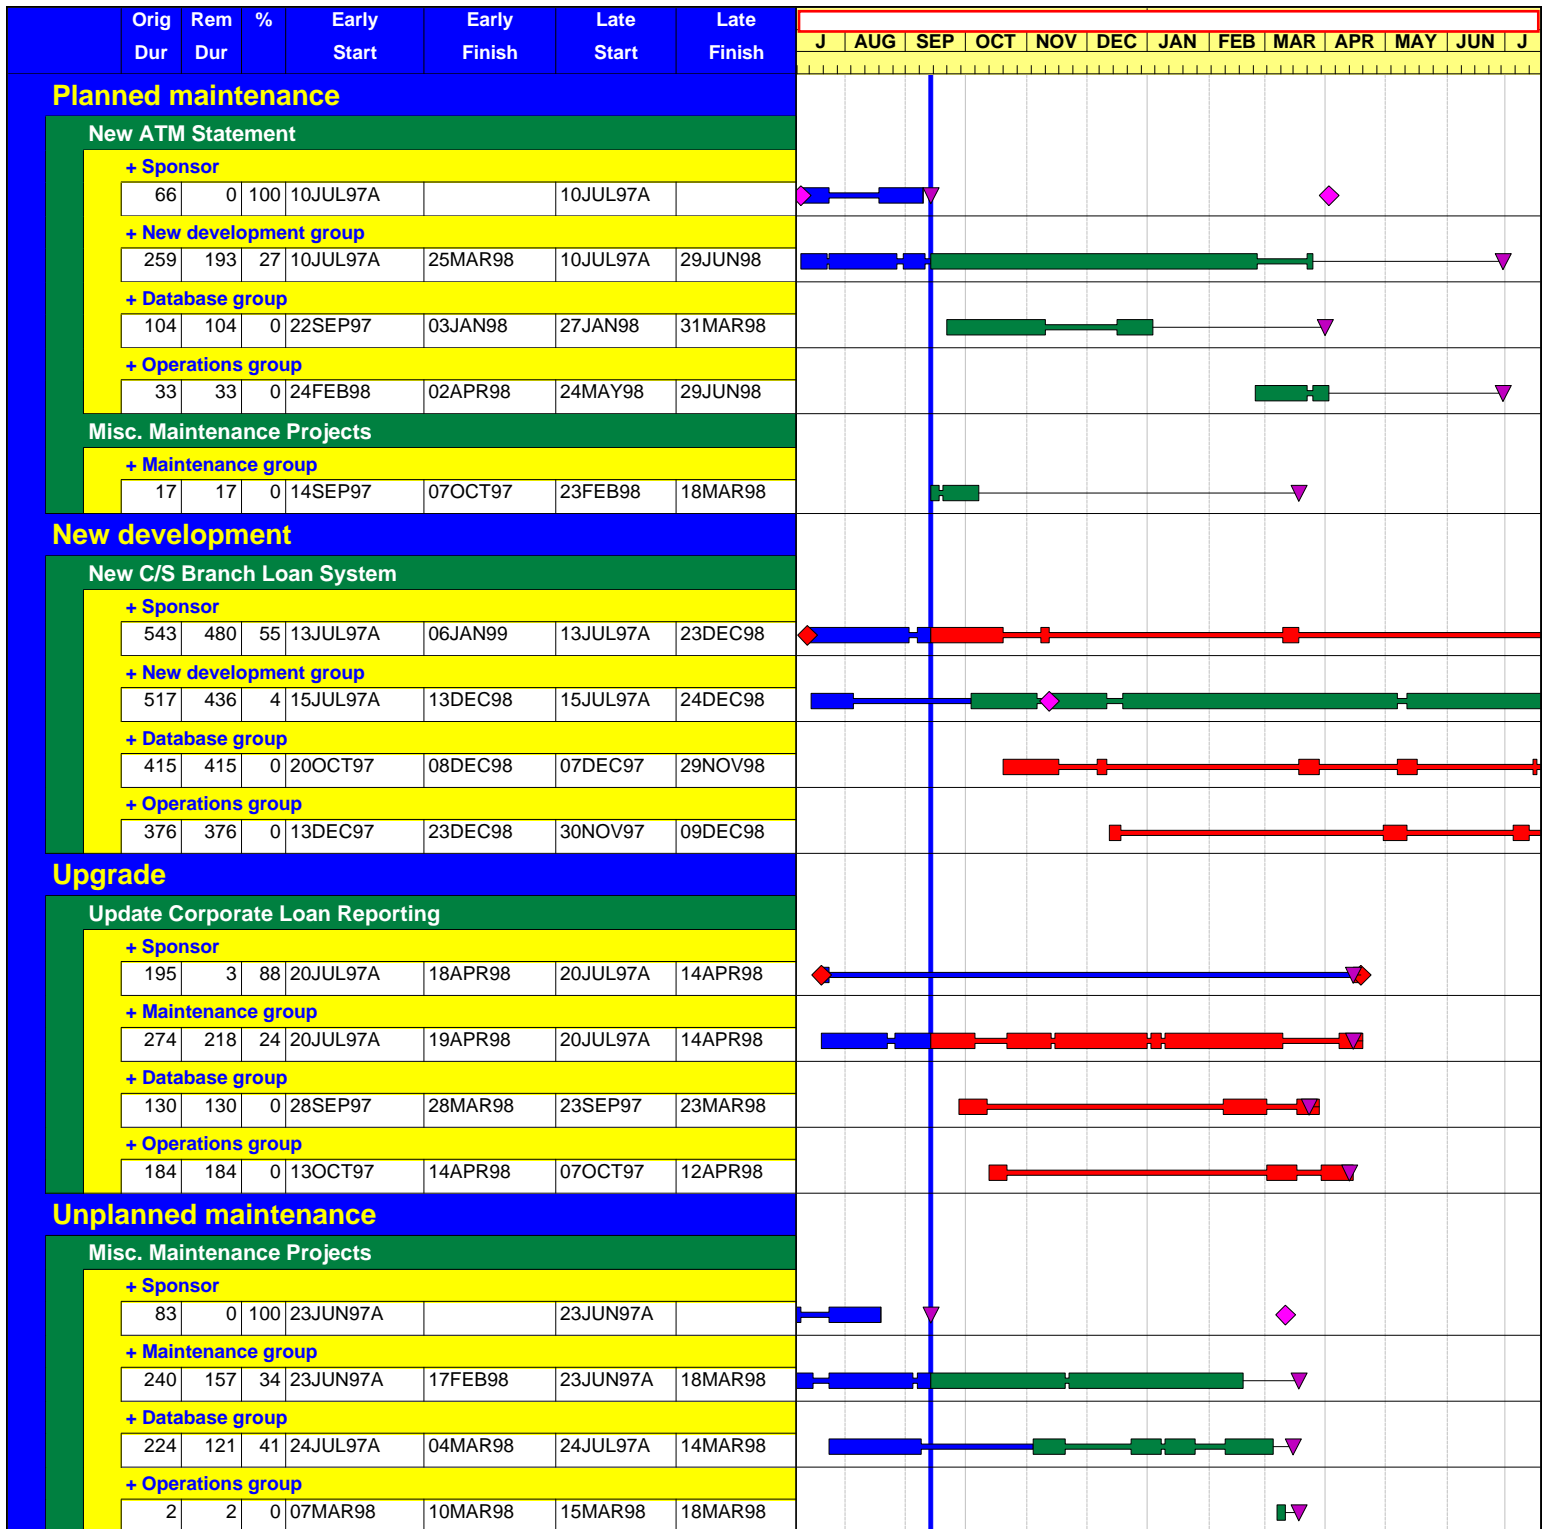 Orig Rem % Early Early Late Late
Dur Dur Start Finish Start Finish
J AUG SEP OCT NOV DEC JAN FEB MAR APR MAY JUN J
Planned maintenance
New ATM Statement
+ Sponsor
66 0 100 10JUL97A 10JUL97A
+ New development group
259 193 27 10JUL97A 25MAR98 10JUL97A 29JUN98
+ Database group
104 104 0 22SEP97 03JAN98 27JAN98 31MAR98
+ Operations group
33 33 0 24FEB98 02APR98 24MAY98 29JUN98
Misc. Maintenance Projects
+ Maintenance group
17 17 0 14SEP97 07OCT97 23FEB98 18MAR98
New development
New C/S Branch Loan System
+ Sponsor
543 480 55 13JUL97A 06JAN99 13JUL97A 23DEC98
+ New development group
517 436 4 15JUL97A 13DEC98 15JUL97A 24DEC98
+ Database group
415 415 0 20OCT97 08DEC98 07DEC97 29NOV98
+ Operations group
376 376 0 13DEC97 23DEC98 30NOV97 09DEC98
Upgrade
Update Corporate Loan Reporting
+ Sponsor
195 3 88 20JUL97A 18APR98 20JUL97A 14APR98
+ Maintenance group
274 218 24 20JUL97A 19APR98 20JUL97A 14APR98
+ Database group
130 130 0 28SEP97 28MAR98 23SEP97 23MAR98
+ Operations group
184 184 0 13OCT97 14APR98 07OCT97 12APR98
Unplanned maintenance
Misc. Maintenance Projects
+ Sponsor
83 0 100 23JUN97A 23JUN97A
+ Maintenance group
240 157 34 23JUN97A 17FEB98 23JUN97A 18MAR98
+ Database group
224 121 41 24JUL97A 04MAR98 24JUL97A 14MAR98
+ Operations group
2 2 0 07MAR98 10MAR98 15MAR98 18MAR98